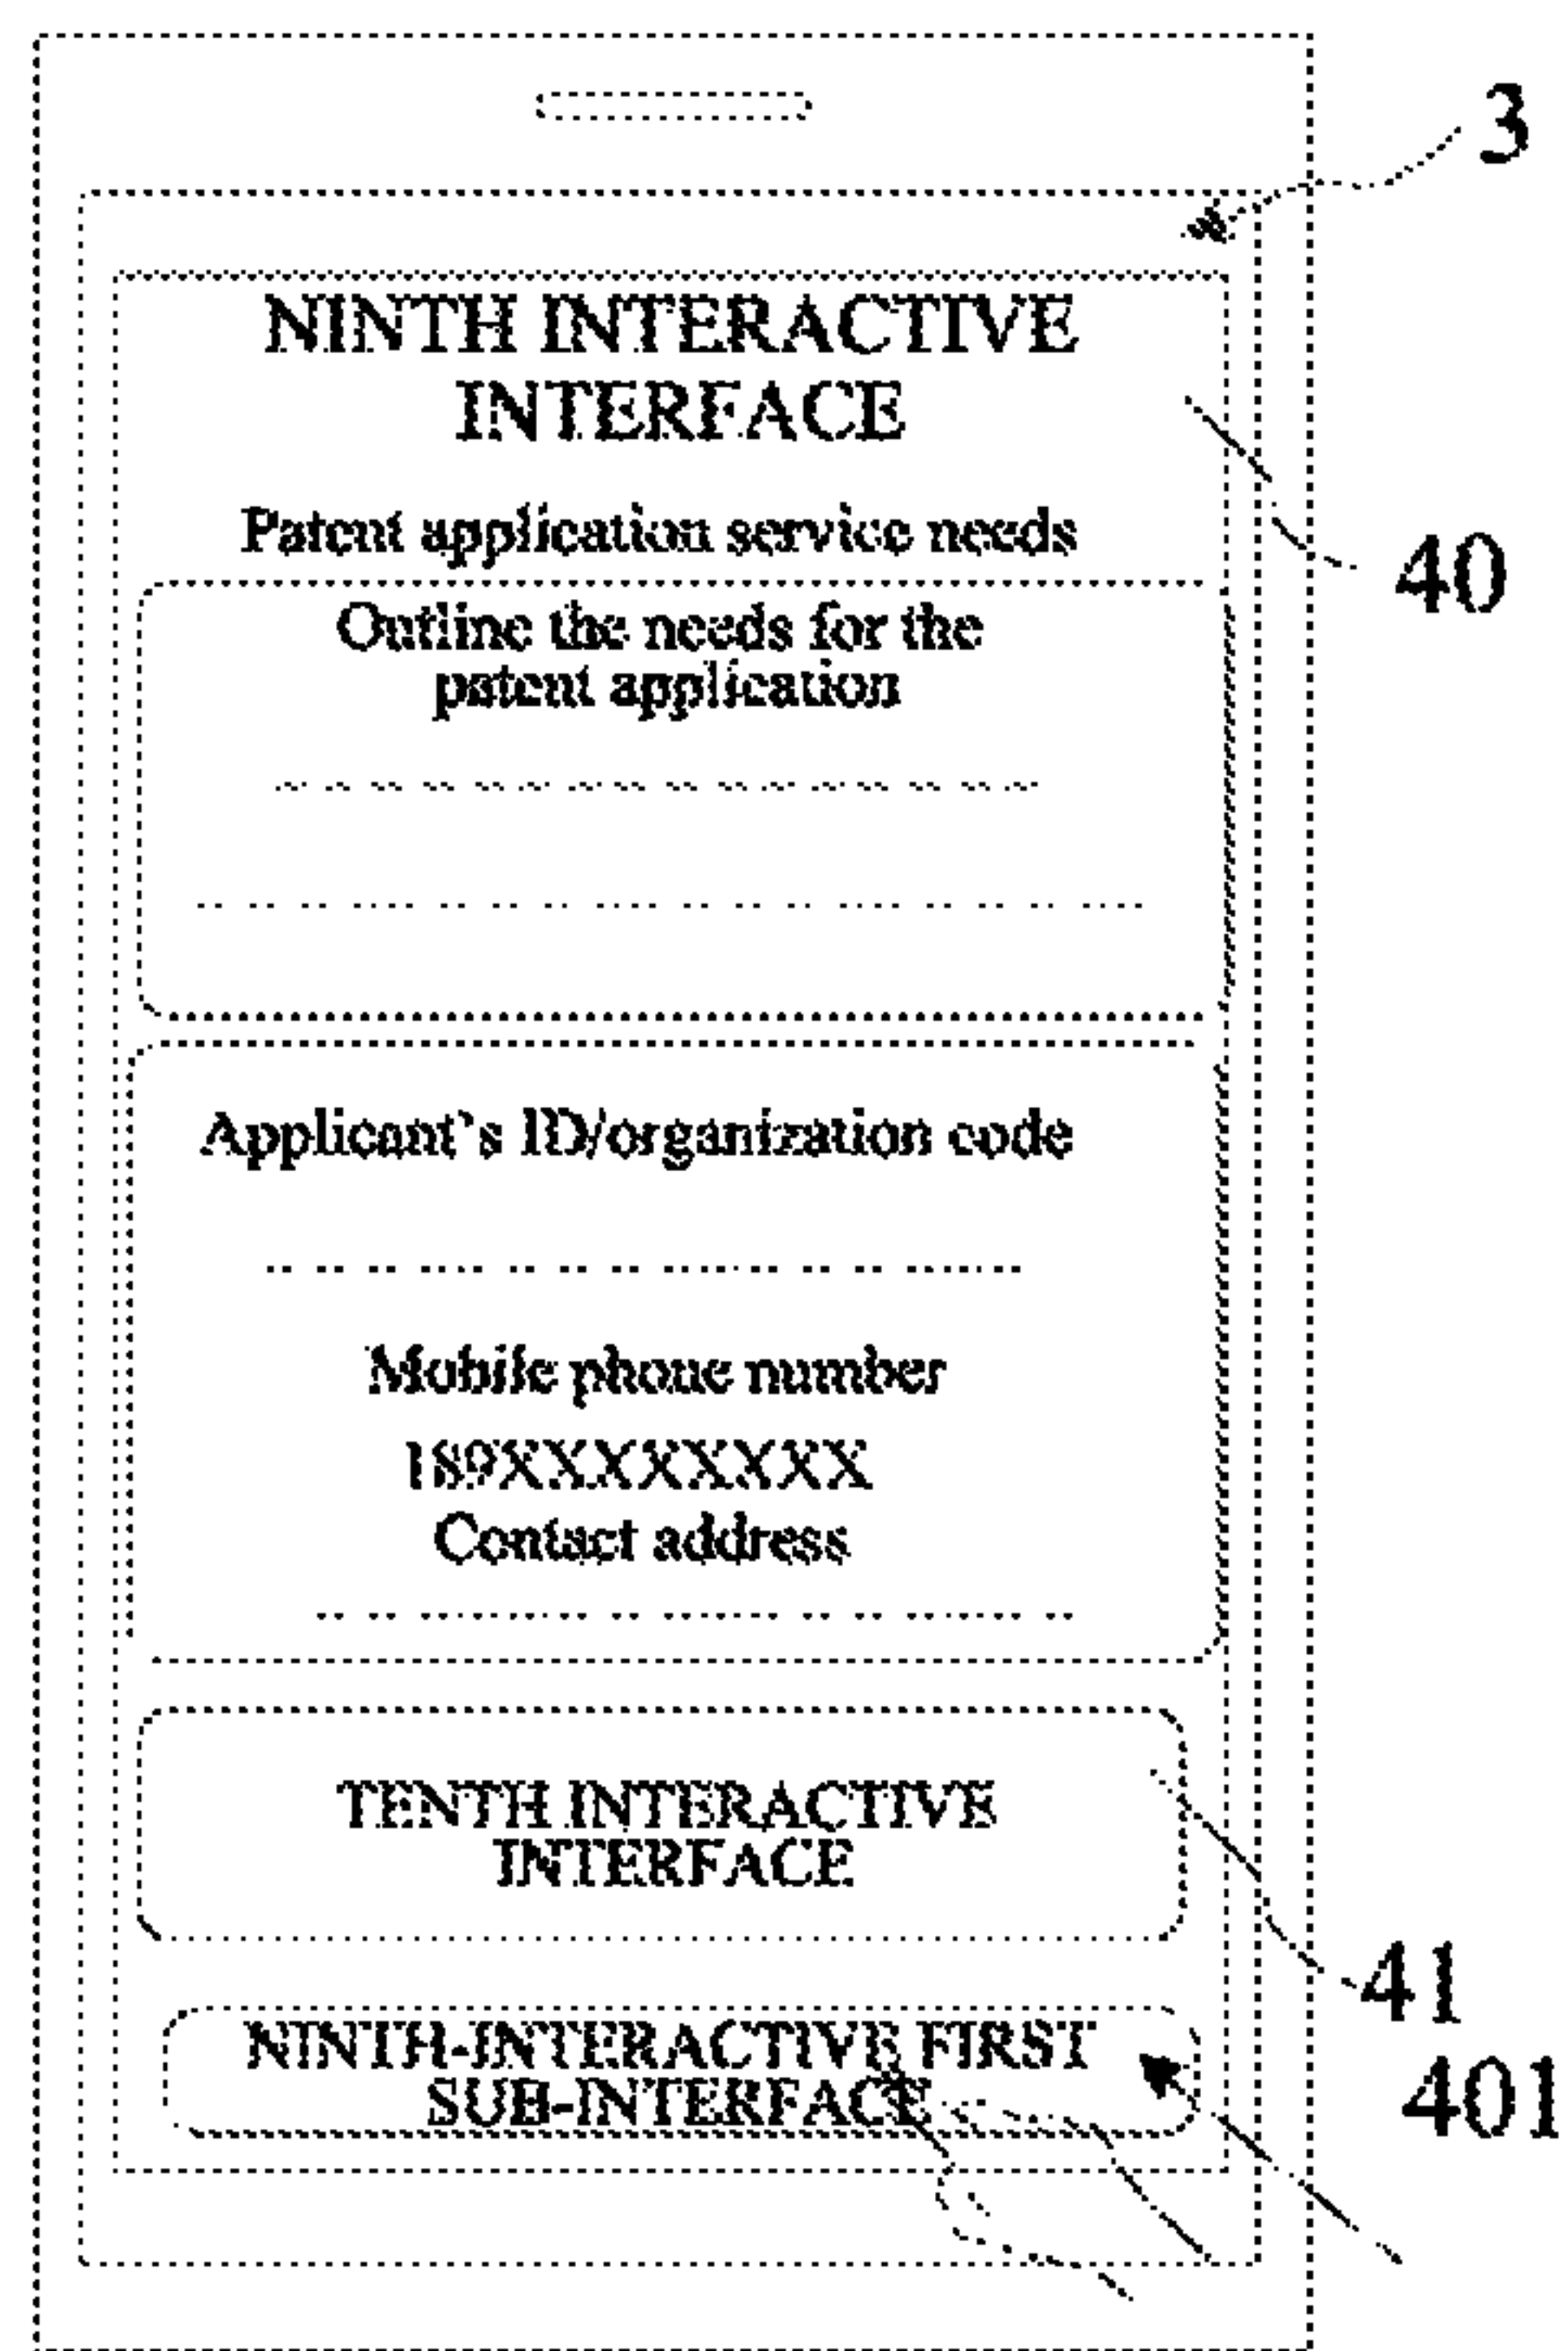 3
NINTH INTERACTIVE
INTERFACE
Patent application service needs
40
Outline the needs for the
patent application
Applicant's ID/organization code
Mobile phone number
189XXXXXXXX
Contact address
TENTH INTERACTIVE
INTERFACE
41
NINTH-INTERACTIVE FIRST
SUB-INTERFACE
401